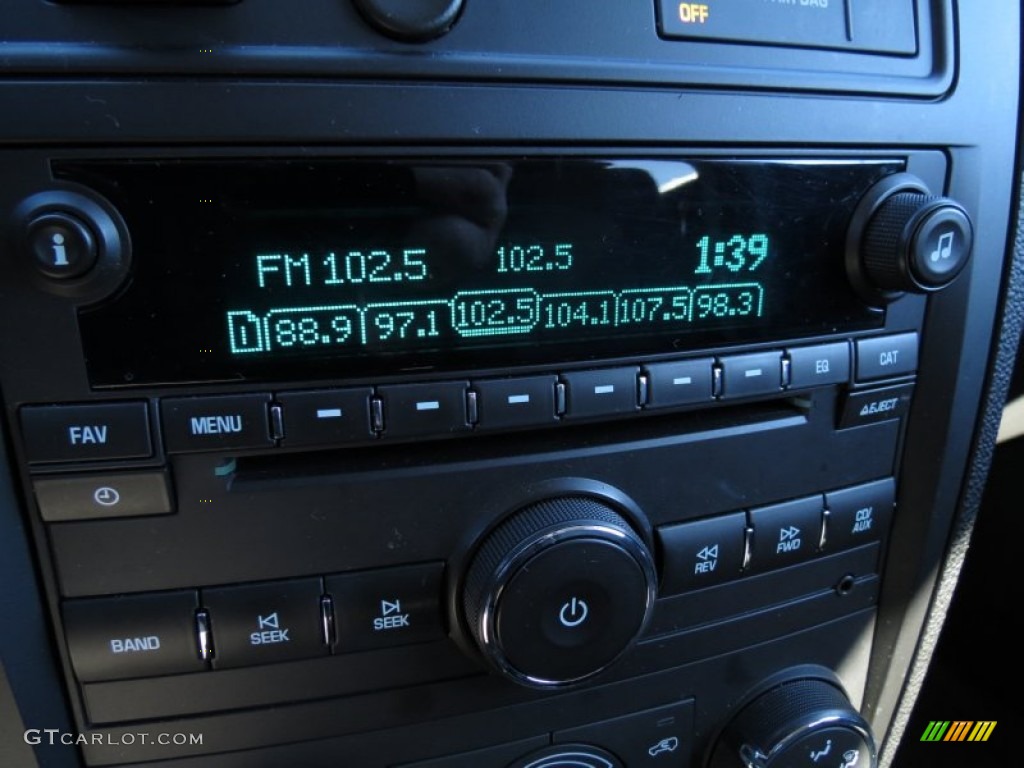 OFF
FM 102.5 102.5 1:39
88.9 97.1 102.5 104.1 107.5 98.3
FAV MENU EQ CAT
EJECT
REV FWD CD/AUX
BAND SEEK SEEK
GTCARLOT.COM